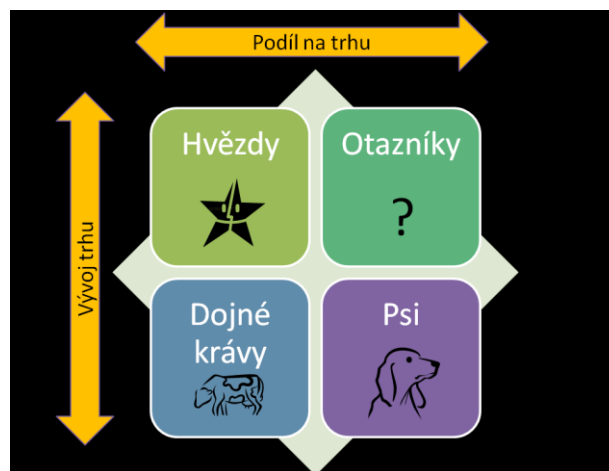 Podíl na trhu
Vývoj trhu
Hvězdy
Otazníky
?
Dojné
krávy
Psi